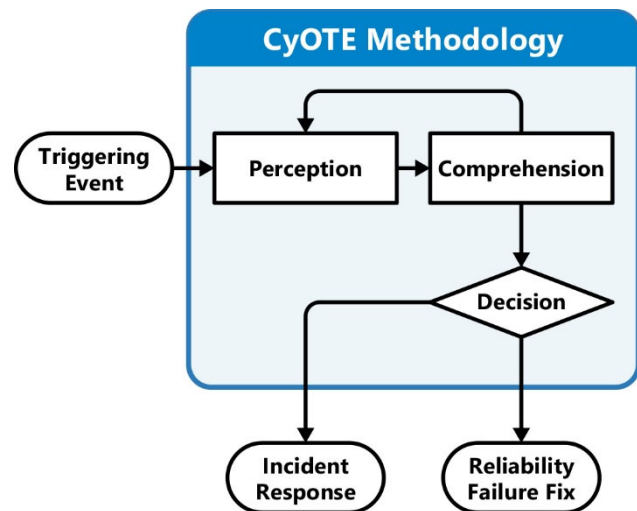 CyOTE Methodology
Triggering
Event
Perception
Comprehension
Decision
Incident
Response
Reliability
Failure Fix